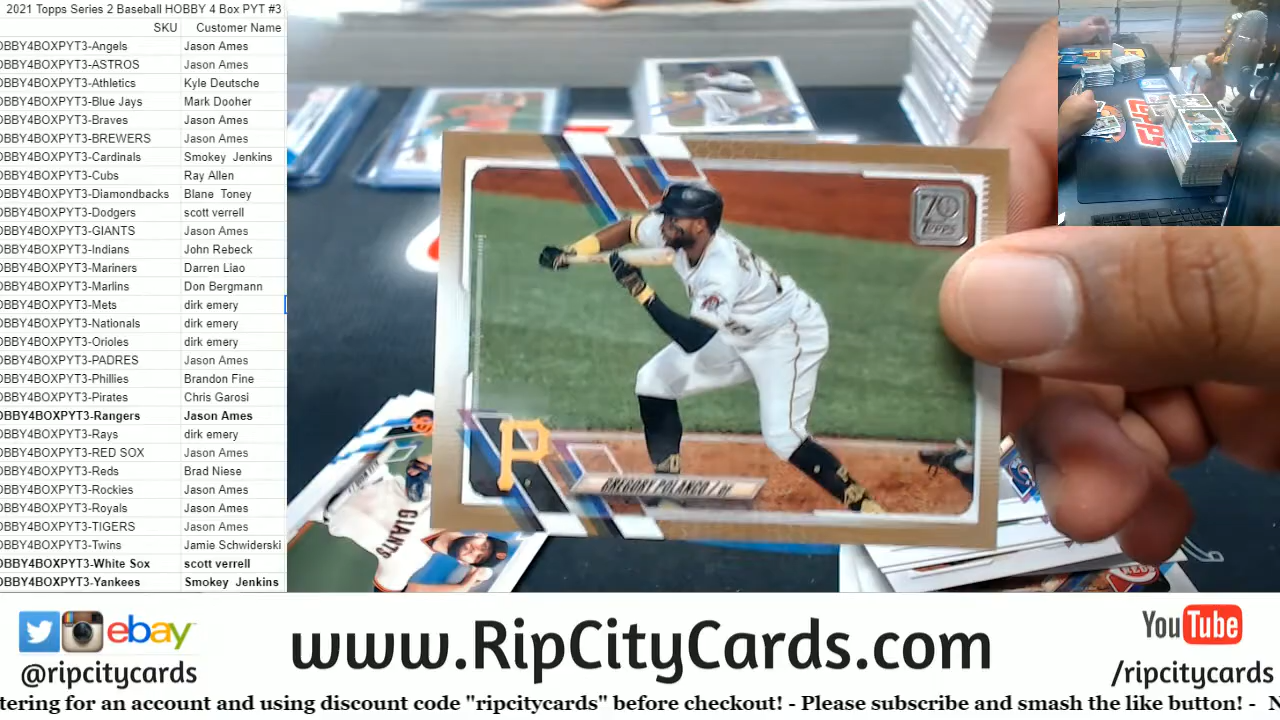 2021 Topps Series 2 Baseball HOBBY 4 Box PYT #3
SKU Customer Name
OBBY4BOXPYT3-Angels Jason Ames
OBBY4BOXPYT3-ASTROS Jason Ames
OBBY4BOXPYT3-Athletics Kyle Deutsche
OBBY4BOXPYT3-Blue Jays Mark Dooher
OBBY4BOXPYT3-Braves Jason Ames
OBBY4BOXPYT3-BREWERS Jason Ames
OBBY4BOXPYT3-Cardinals Smokey Jenkins
OBBY4BOXPYT3-Cubs Ray Allen
OBBY4BOXPYT3-Diamondbacks Blane Toney
OBBY4BOXPYT3-Dodgers scott verrell
OBBY4BOXPYT3-GIANTS Jason Ames
OBBY4BOXPYT3-Indians John Rebeck
OBBY4BOXPYT3-Mariners Darren Liao
OBBY4BOXPYT3-Marlins Don Bergmann
OBBY4BOXPYT3-Mets dirk emery
OBBY4BOXPYT3-Nationals dirk emery
OBBY4BOXPYT3-Orioles dirk emery
OBBY4BOXPYT3-PADRES Jason Ames
OBBY4BOXPYT3-Phillies Brandon Fine
OBBY4BOXPYT3-Pirates Chris Garosi
OBBY4BOXPYT3-Rangers Jason Ames
OBBY4BOXPYT3-Rays dirk emery
OBBY4BOXPYT3-RED SOX Jason Ames
OBBY4BOXPYT3-Reds Brad Niese
OBBY4BOXPYT3-Rockies Jason Ames
OBBY4BOXPYT3-Royals Jason Ames
OBBY4BOXPYT3-TIGERS Jason Ames
OBBY4BOXPYT3-Twins Jamie Schwiderski
OBBY4BOXPYT3-White Sox scott verrell
OBBY4BOXPYT3-Yankees Smokey Jenkins
70
Topps
P
GREGORY POLANCO / OF
GIANTS
REDS
TOPPS
ebay
@ripcitycards
www.RipCityCards.com
YouTube
/ripcitycards
tering for an account and using discount code "ripcitycards" before checkout! - Please subscribe and smash the like button! - N